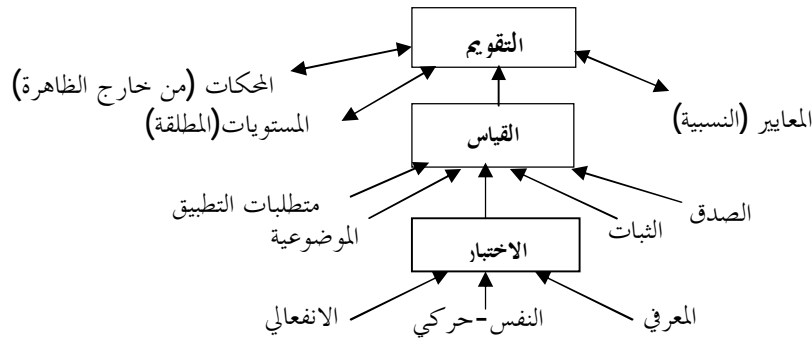 التقويم
المحكات (من خارج الظاهرة)
المعايير (النسبية)
المستويات(المطلقة)
القياس
الصدق
الثبات
متطلبات التطبيق
الموضوعية
الاختبار
المعرفي
النفس-حركي
الانفعالي